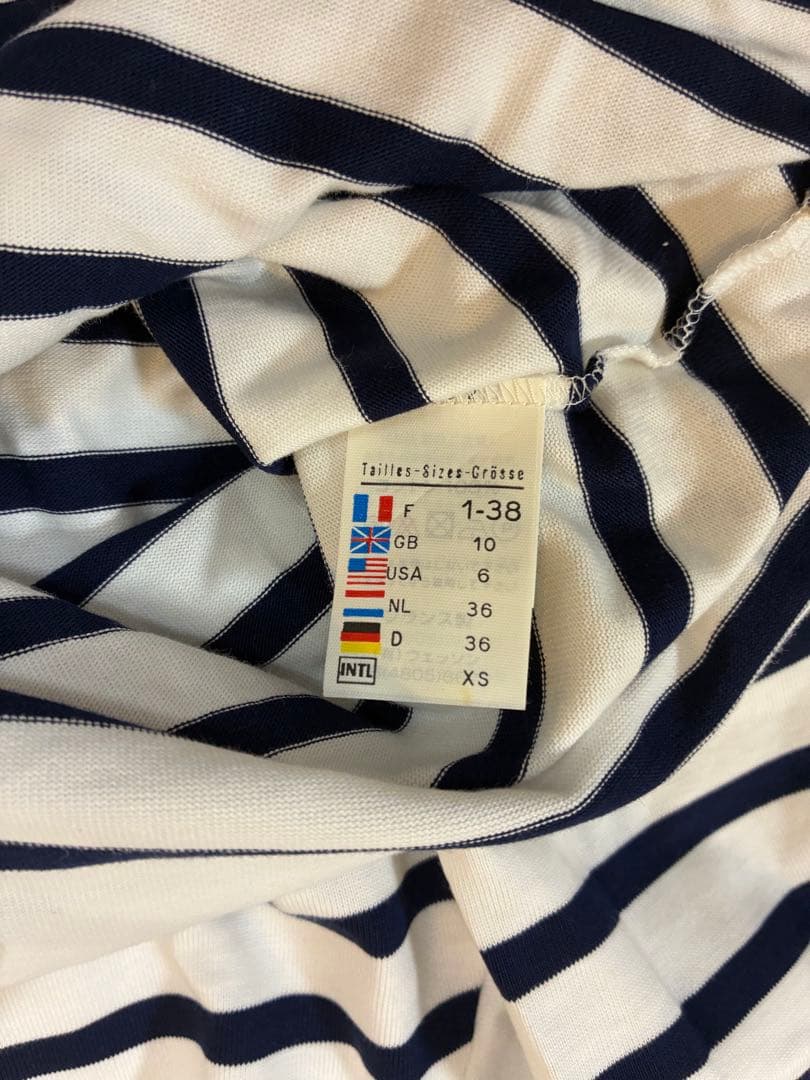 Tailles-Sizes-Grösse
F 1-38
GB 10
USA 6
NL 36
D 36
INTL XS